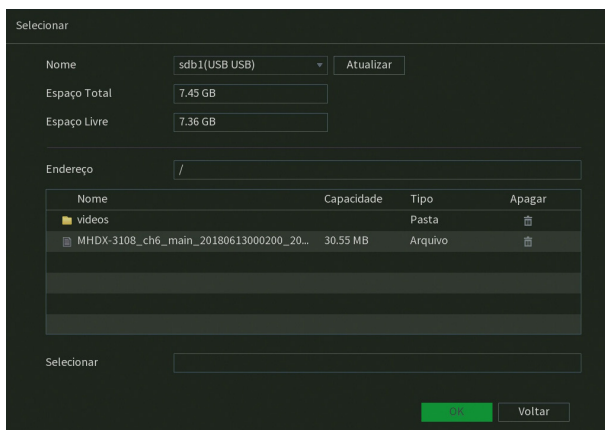 Selecionar
Nome sdb1(USB USB) Atualizar
Espaço Total 7.45 GB
Espaço Livre 7.36 GB
Endereço /
Nome Capacidade Tipo Apagar
videos Pasta
MHDX-3108_ch6_main_20180613000200_20... 30.55 MB Arquivo
Selecionar
OK Voltar